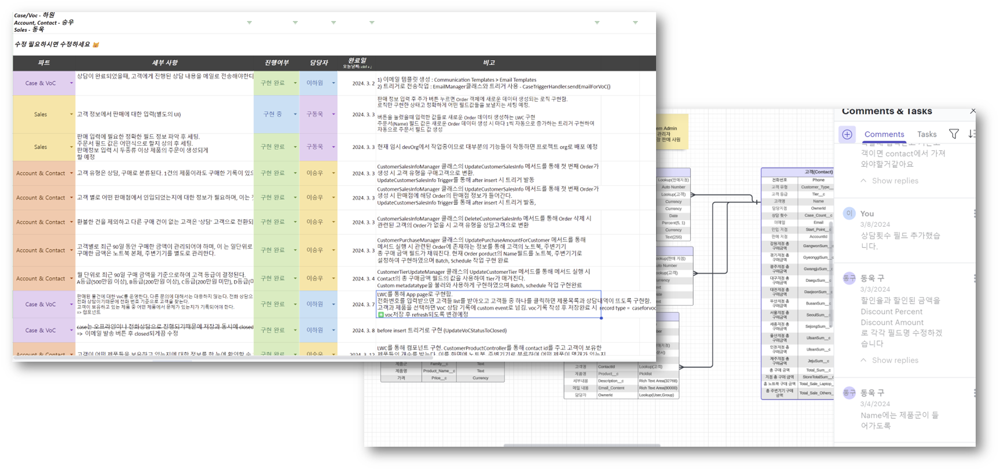 Case/Voc - 하원
Account, Contact - 승우
Sales - 동욱
수정 필요하시면 수정하세요
파트 세부 사항 진행여부 담당자 완료일 비고
오늘날짜: ctrl + ;
Case & VoC
상담이 완료되었을때, 고객에게 진행된 상담 내용을 메일로 전송해야한다
구현 완료
이하원
2024. 3. 2
1) 이메일 템플릿 생성 : Communication Templates > Email Templates
2) 트리거로 전송작업 : EmailManager클래스와 트리거 사용 - CaseTriggerHandler.sendEmailForVoC()
Sales
고객 정보에서 판매에 대한 입력(별도의 UI)
구현 중
구동욱
2024. 3. 3
판매 정보 입력 후 추가 버튼 누르면 Order 객체에 새로운 데이터 생성되는 로직 구현함.
로직만 구현한 상태고 정확하게 어떤 필드값들을 보낼지는 세팅 예정.
버튼을 눌렀을때 입력한 값들로 새로운 Order 데이터 생성하는 LWC 구현
주문서(Name) 필드 값은 새로운 Order 데이터 생성 시 마다 1씩 자동으로 증가하는 트리거 구현하여
자동으로 주문서 필드 값 생성
Sales
판매 입력에 필요한 정확한 필드 정보 파악 후 세팅.
주문서 필드 값은 어떤식으로 할지 상의 후 세팅.
판매정보 입력 시 두종류 이상 제품의 주문이 생성되게
할 예정
구현 완료
구동욱
2024. 3. 3
현재 임시 devOrg에서 작업중이므로 대부분의 기능들이 작동하면 프로젝트 org로 배포 예정
Account & Contact
고객 유형은 상담, 구매로 분류된다. 1건의 제품이라도 구매한 기록이 있으
구현 완료
이승우
2024. 3. 3
CustomerSalesInfoManager 클래스의 UpdateCustomerSalesInfo 메서드를 통해 첫 번째 Order가
생성 시 고객 유형을 구매고객으로 변환.
UpdateCustomerSalesInfo Trigger를 통해 after insert 시 트리거 발동
Account & Contact
고객 별로 어떤 판매점에서 인입되었는지에 대한 정보가 필요하며, 이는
구현 완료
이승우
2024. 3. 3
CustomerSalesInfoManager 클래스의 UpdateCustomerSalesInfo 메서드를 통해 첫 번째 Order가
생성 시 판매점에 해당 Order의 판매점 정보가 들어간다.
UpdateCustomerSalesInfo Trigger를 통해 after insert 시 트리거 발동,
Account & Contact
환불한 건을 제외하고 다른 구매 건이 없는 고객은 '상담' 고객으로 전환되
구현 완료
이승우
2024. 3. 3
CustomerSalesInfoManager 클래스의 DeleteCustomerSalesInfo 메서드를 통해 Order 삭제 시
관련된 고객의 Order가 없을 시 고객 유형을 상담고객으로 변환
Account & Contact
고객별로 최근 90일 동안 구매한 금액이 관리되어야 하며, 이 는 일단위로
구매한 금액은 노트북 본체, 주변기기를 별도로 관리한다.
구현 완료
이승우
2024. 3. 3
CustomerPurchaseManager 클래스의 UpdatePurchaseAmountForCustomer 메서드를 통해
메서드 실행 시 관련된 Order에 존재하는 정보를 통해 고객의 노트북, 주변기기
총 구매 금액 필드가 채워진다. 현재 Order porduct의 Name필드를 노트북, 주변기기로
설정하여 구현하였으며 Batch, Schedule 작업 구현 완료
Account & Contact
월 단위로 최근 90일 구매 금액을 기준으로하여 고객 등급이 결정된다.
A등급(500만원 이상), B등급(200만원 이상), C등급(200만원 미만), D등급(
구현 완료
이승우
2024. 3. 4
CustomerTierUpdateManager 클래스의 UpdateCustomerTier 메서드를 통해 메서드 실행 시
Contact의 총 구매금액 필드의 값을 사용하여 Tier가 매겨진다.
Custom metadatatype을 불러와 사용하게 구현하였으며 Batch, schedule 작업 구현완료
Case & VoC
판매된 물건에 대한 VoC를 운영한다. 다른 문의에 대해서는 대응하지 않는다. 전화 상담으
전화 상담이기때문에 전화 번호 기준으로 고객을 찾는다.
고객이 보유하고 있는 제품 중 어떤 제품에서 문제가 있는지가 기록되어야 한다.
=> 컴포넌트
구현 완료
이하원
2024. 3. 7
LWC를 통해 App page로 구현함.
전화번호를 입력받으면 고객들 list를 받아오고 고객들 중 하나를 클릭하면 제품목록과 상담내역이 뜨도록 구현함.
고객과 제품을 선택하면 VoC 상담 기록에 custom event로 넘김. voc기록 작성 후 저장완료 시 record type = caseforvoc
voc저장 후 refresh되도록 변경예정
Case & VoC
case는 오프라인이나 전화상담으로 진행되기때문에 저장과 동시에 closed
=> 이메일 발송 버튼 후 closed되게끔 수정
구현 완료
이하원
2024. 3. 8
before insert 트리거로 구현 (UpdateVoCStatusToClosed)
Account & Contact
고객이 어떤 제품들을 보유하고 있는지에 대한 정보를 한 눈에 확인할 수
구현 완료
이승우
2024. 3. 12
LWC를 통해 컴포넌트 구현. CustomerProductController를 통해 contact id를 주고 고객이 보유한
제품들의 개수를 받는다. 이를 화면에 노트북, 주변기기로 분류하여 어떤 제품이 몇개가 있는지
em Admin
관리자
장 판매 사원
Lookup(판매지점)
Auto Number
Lookup(고객)
Currency
Currency
Date
Percent(5, 1)
Currency
Text(255)
제품군 Family__c Text
제품명 Product_Name__c Text
가격 Price__c Currency
고객명 ContactId Lookup(고객)
제품명 Product__c Picklist
세부내용 Description__c Rich Text Area(32768)
메일 내용 Email_Content Rich Text Area(80000)
담당자 OwnerId Lookup(User,Group)
고객(Contact)
전화번호 Phone
고객 유형 Customer_Type__
고객 등급 Tier__c
고객명 Name
담당지점 OwnerId
상담 횟수 Case_Count__c
이메일 Email
인입 지점 Start_Point__c
판매 지점 AccountId
강원지점 총 구매금액 GangwonSum__c
경기지점 총 구매금액 GyeonggiSum__c
광주지점 총 구매금액 GwangjuSum__c
대구지점 총 구매금액 DaeguSum__c
대전지점 총 구매금액 DaejeonSum__c
부산지점 총 구매금액 BusanSum__c
서울지점 총 구매금액 SeoulSum__c
세종지점 총 구매금액 SejongSum__c
울산지점 총 구매금액 UlsanSum__c
인천지점 총 구매금액 UlsanSum__c
제주지점 총 구매금액 JejuSum__c
총 구매 금액 Total_Sum__c
지점 총 구매 금액 StoreTotalSum__c
총 노트북 구매 금액 Total_Sale_Laptop_
총 주변기기 구매 금액 Total_Sale_Others_
Comments & Tasks
Comments Tasks
객이면 contact에서 가져
와야할거같아요
Show replies
이 You
3/8/2024
상담횟수 필드 추가했습
니다.
동구 동욱 구
3/3/2024
할인율과 할인된 금액을
Discount Percent
Discount Amount
로 각각 필드명 수정하겠
습니다
Show replies
동구 동욱 구
3/4/2024
Name에는 제품군이 들
어가도록